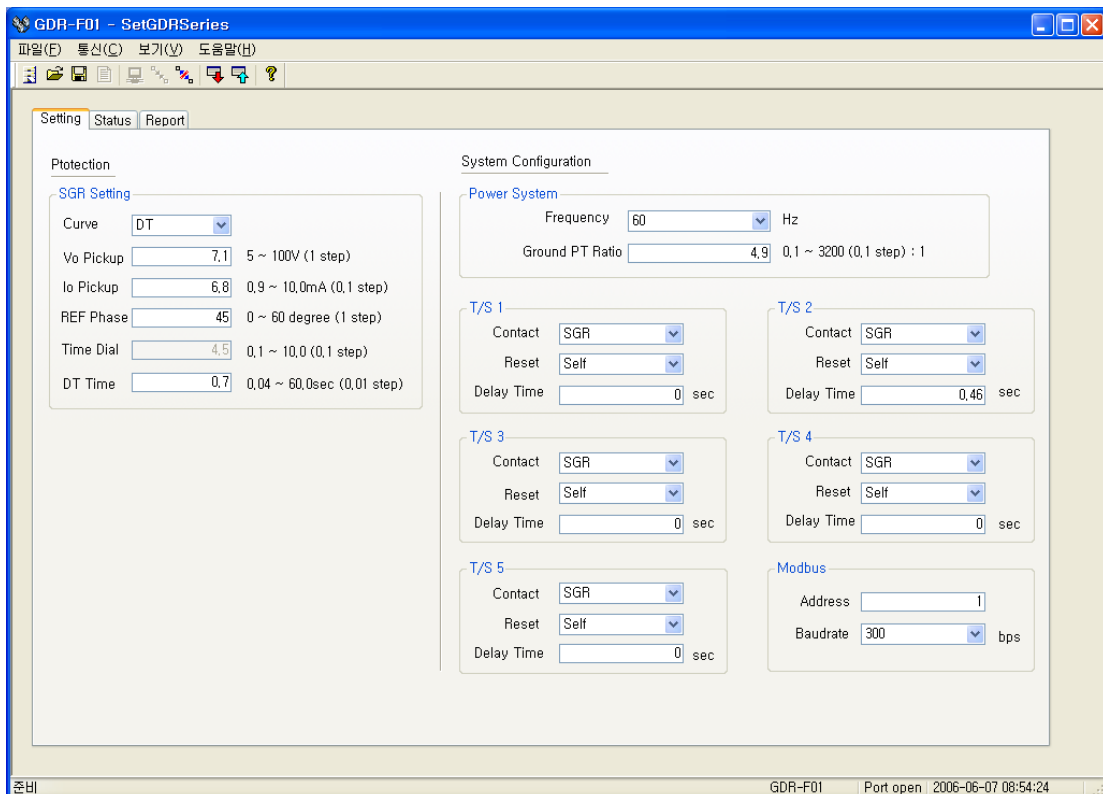 GDR-F01 - SetGDRSeries
파일(F) 통신(C) 보기(V) 도움말(H)
Setting Status Report
Ptotection
SGR Setting
Curve DT
Vo Pickup 7.1 5 ~ 100V (1 step)
Io Pickup 6.8 0.9 ~ 10.0mA (0.1 step)
REF Phase 45 0 ~ 60 degree (1 step)
Time Dial 4.5 0.1 ~ 10.0 (0.1 step)
DT Time 0.7 0.04 ~ 60.0sec (0.01 step)
System Configuration
Power System
Frequency 60 Hz
Ground PT Ratio 4.9 0.1 ~ 3200 (0.1 step) : 1
T/S 1
Contact SGR
Reset Self
Delay Time 0 sec
T/S 2
Contact SGR
Reset Self
Delay Time 0.46 sec
T/S 3
Contact SGR
Reset Self
Delay Time 0 sec
T/S 4
Contact SGR
Reset Self
Delay Time 0 sec
T/S 5
Contact SGR
Reset Self
Delay Time 0 sec
Modbus
Address 1
Baudrate 300 bps
준비 GDR-F01 Port open 2006-06-07 08:54:24